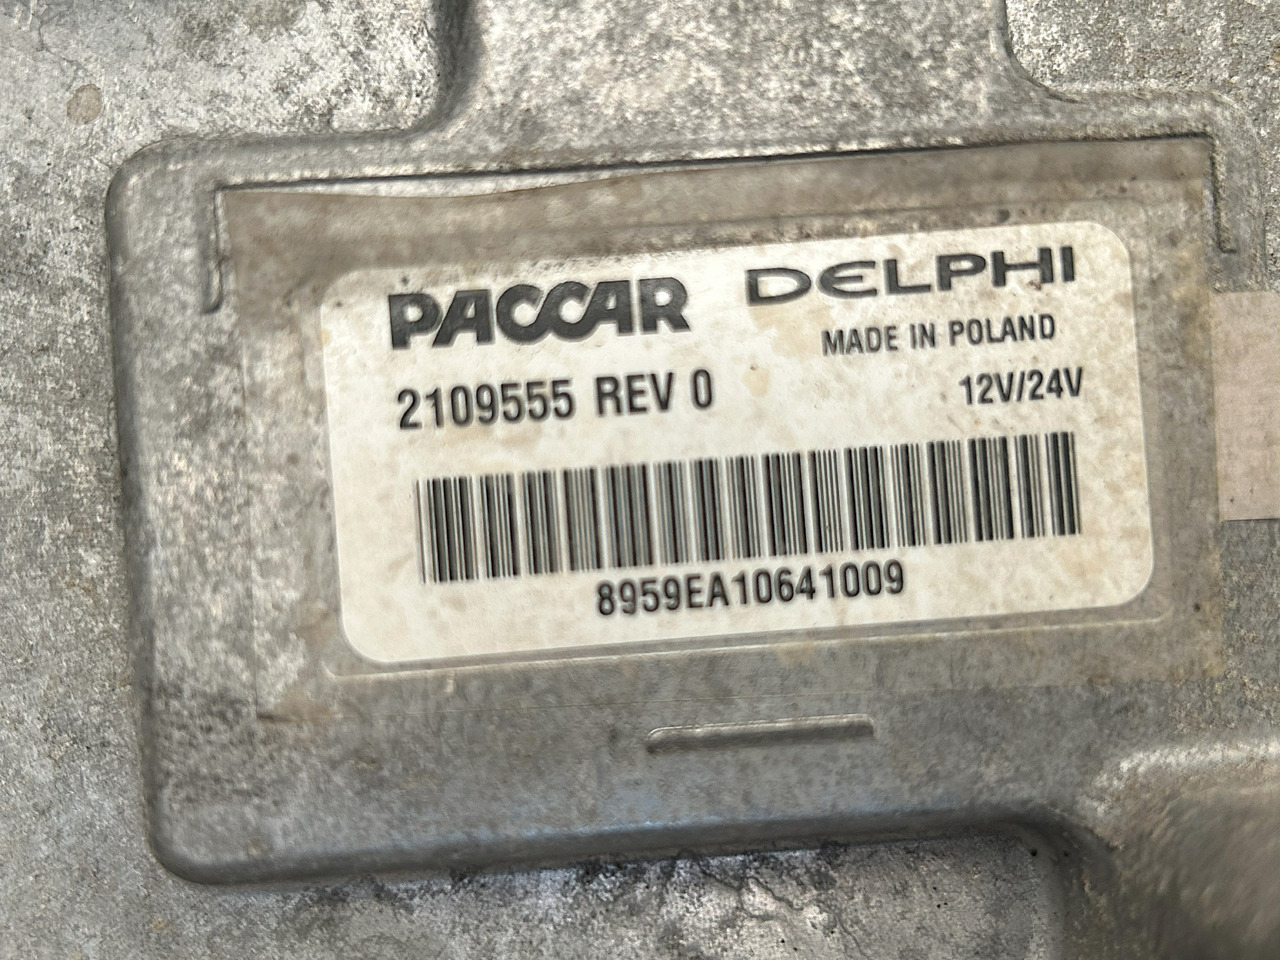 PACCAR DELPHI
MADE IN POLAND
2109555 REV 0 12V/24V
8959EA10641009